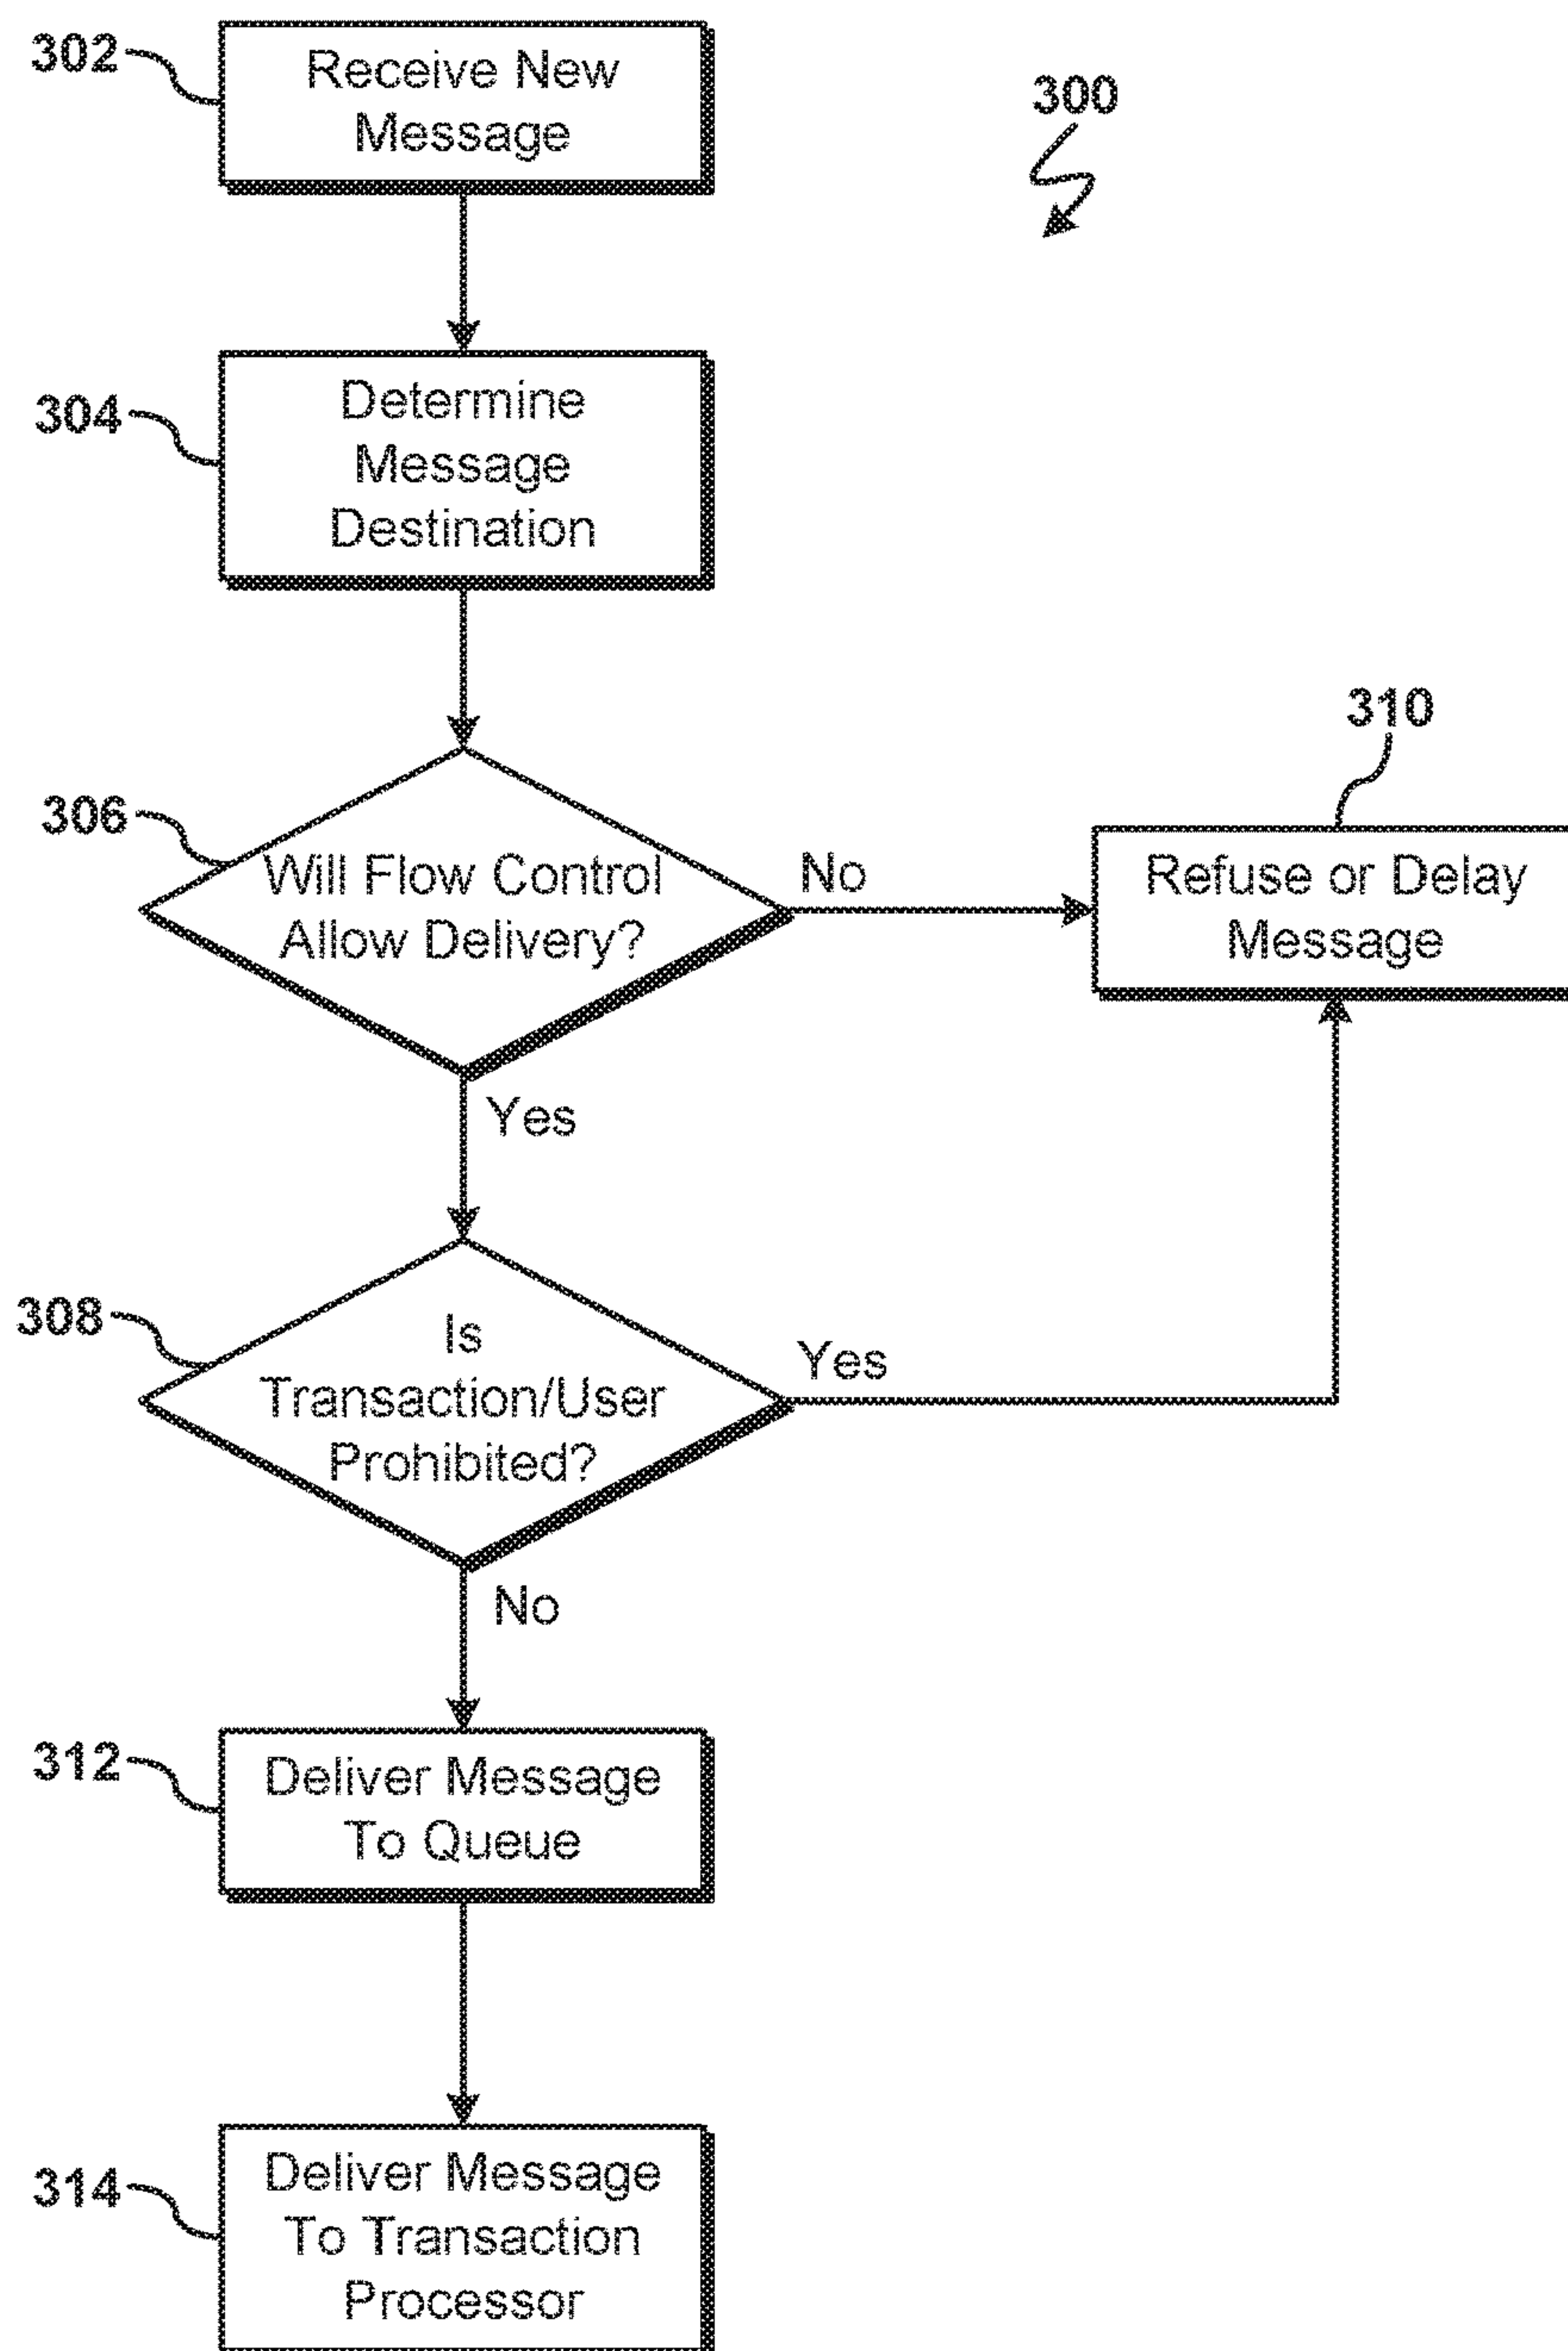 302
Receive New
Message
300
304
Determine
Message
Destination
306
Will Flow Control
Allow Delivery?
No
310
Refuse or Delay
Message
Yes
308
Is
Transaction/User
Prohibited?
Yes
No
312
Deliver Message
To Queue
314
Deliver Message
To Transaction
Processor